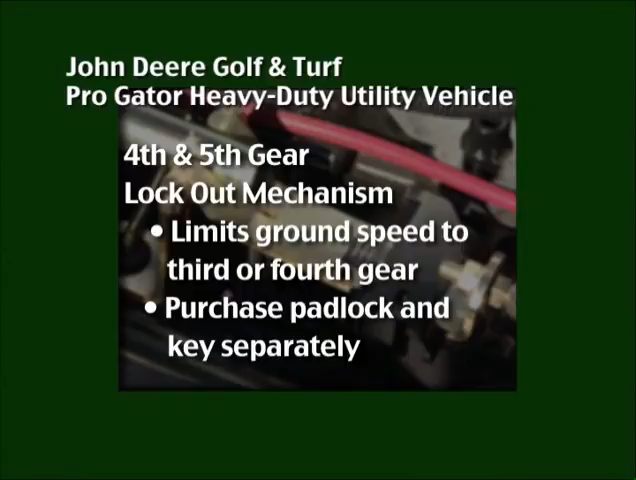 John Deere Golf & Turf
Pro Gator Heavy-Duty Utility Vehicle
4th & 5th Gear
Lock Out Mechanism
• Limits ground speed to
third or fourth gear
• Purchase padlock and
key separately